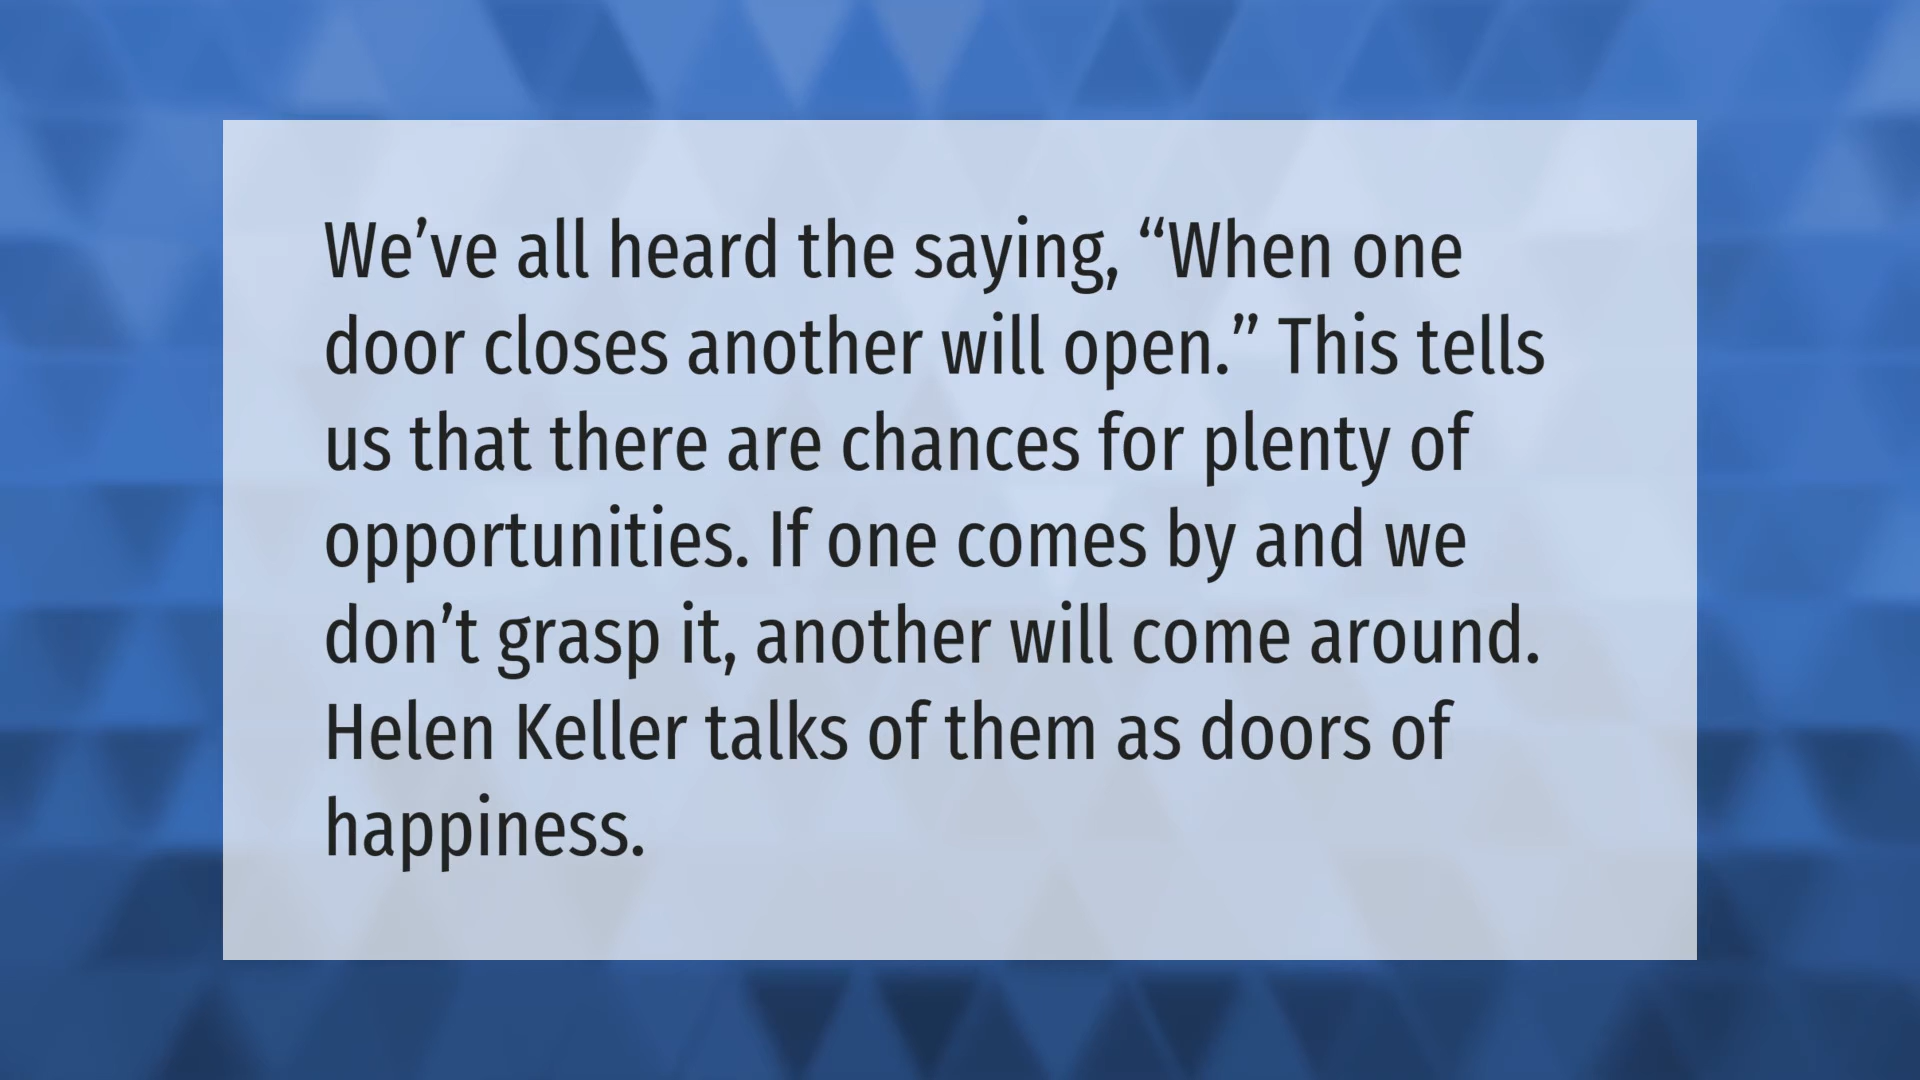 We’ve all heard the saying, “When one
door closes another will open.” This tells
us that there are chances for plenty of
opportunities. If one comes by and we
don’t grasp it, another will come around.
Helen Keller talks of them as doors of
happiness.